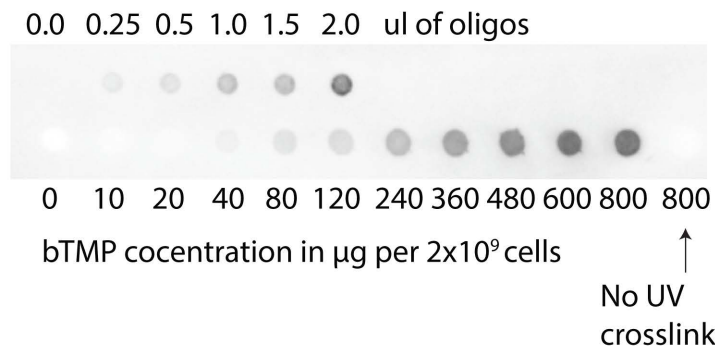 0.0 0.25 0.5 1.0 1.5 2.0 ul of oligos
0 10 20 40 80 120 240 360 480 600 800 800
bTMP cocentration in µg per 2x10⁹ cells
No UV
crosslink